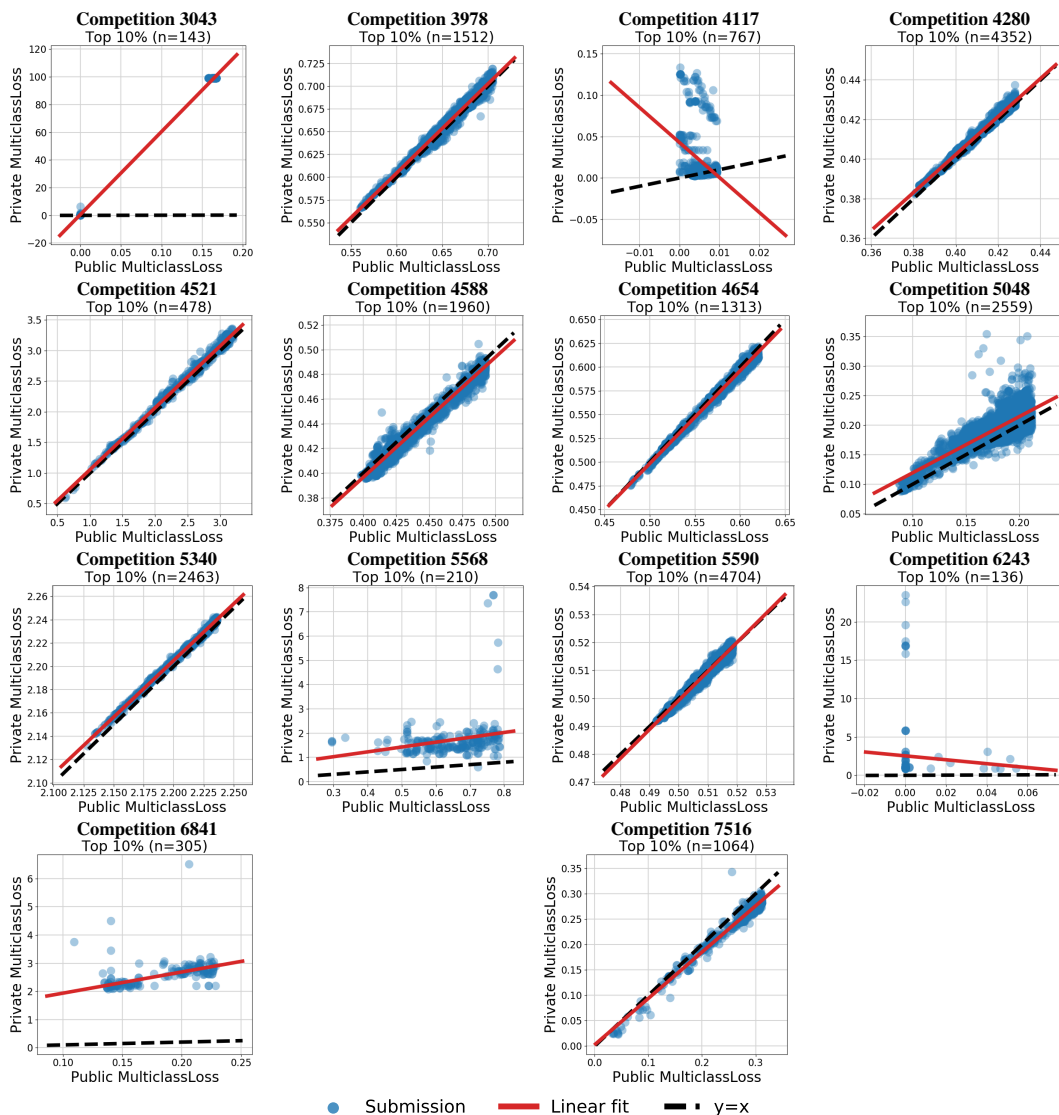 Competition 3043
Top 10% (n=143)
120
100
80
60
40
20
0
−20
0.00
0.05
0.10
0.15
0.20
Private MulticlassLoss
Public MulticlassLoss
Competition 3978
Top 10% (n=1512)
0.725
0.700
0.675
0.650
0.625
0.600
0.575
0.550
0.55
0.60
0.65
0.70
Private MulticlassLoss
Public MulticlassLoss
Competition 4117
Top 10% (n=767)
0.15
0.10
0.05
0.00
−0.05
−0.01
0.00
0.01
0.02
Private MulticlassLoss
Public MulticlassLoss
Competition 4280
Top 10% (n=4352)
0.44
0.42
0.40
0.38
0.36
0.36
0.38
0.40
0.42
0.44
Private MulticlassLoss
Public MulticlassLoss
Competition 4521
Top 10% (n=478)
3.5
3.0
2.5
2.0
1.5
1.0
0.5
0.5
1.0
1.5
2.0
2.5
3.0
Private MulticlassLoss
Public MulticlassLoss
Competition 4588
Top 10% (n=1960)
0.52
0.50
0.48
0.46
0.44
0.42
0.40
0.38
0.375
0.400
0.425
0.450
0.475
0.500
Private MulticlassLoss
Public MulticlassLoss
Competition 4654
Top 10% (n=1313)
0.650
0.625
0.600
0.575
0.550
0.525
0.500
0.475
0.450
0.45
0.50
0.55
0.60
0.65
Private MulticlassLoss
Public MulticlassLoss
Competition 5048
Top 10% (n=2559)
0.35
0.30
0.25
0.20
0.15
0.10
0.05
0.10
0.15
0.20
Private MulticlassLoss
Public MulticlassLoss
Competition 5340
Top 10% (n=2463)
2.26
2.24
2.22
2.20
2.18
2.16
2.14
2.12
2.10
2.100
2.125
2.150
2.175
2.200
2.225
2.250
Private MulticlassLoss
Public MulticlassLoss
Competition 5568
Top 10% (n=210)
8
7
6
5
4
3
2
1
0
0.3
0.4
0.5
0.6
0.7
0.8
Private MulticlassLoss
Public MulticlassLoss
Competition 5590
Top 10% (n=4704)
0.54
0.53
0.52
0.51
0.50
0.49
0.48
0.47
0.48
0.49
0.50
0.51
0.52
0.53
Private MulticlassLoss
Public MulticlassLoss
Competition 6243
Top 10% (n=136)
20
15
10
5
0
−0.02
0.00
0.02
0.04
0.06
Private MulticlassLoss
Public MulticlassLoss
Competition 6841
Top 10% (n=305)
6
5
4
3
2
1
0
0.10
0.15
0.20
0.25
Private MulticlassLoss
Public MulticlassLoss
Competition 7516
Top 10% (n=1064)
0.35
0.30
0.25
0.20
0.15
0.10
0.05
0.00
0.0
0.1
0.2
0.3
Private MulticlassLoss
Public MulticlassLoss
Submission
Linear fit
y=x